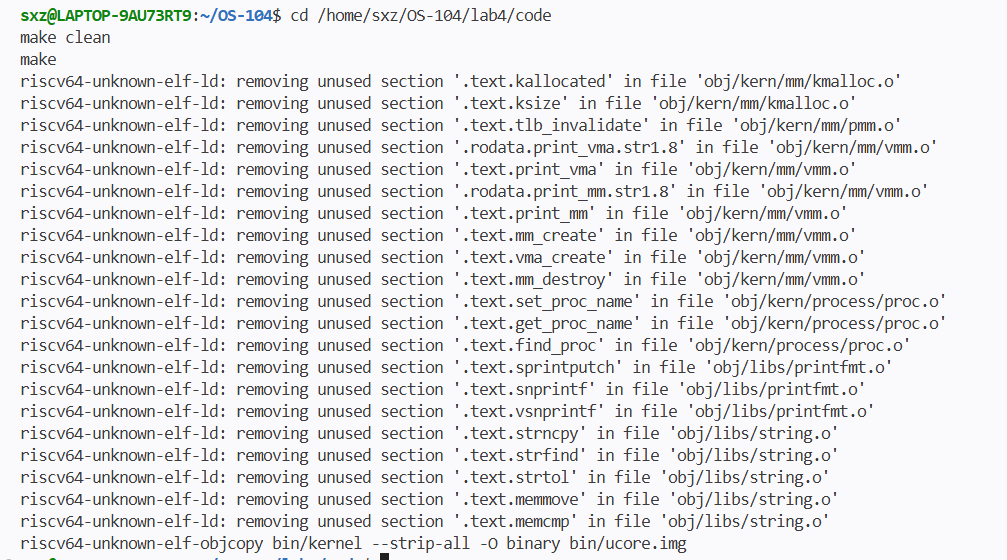 sxz@LAPTOP-9AU73RT9:~/OS-104$ cd /home/sxz/OS-104/lab4/code
make clean
make
riscv64-unknown-elf-ld: removing unused section '.text.kallocated' in file 'obj/kern/mm/kmalloc.o'
riscv64-unknown-elf-ld: removing unused section '.text.ksize' in file 'obj/kern/mm/kmalloc.o'
riscv64-unknown-elf-ld: removing unused section '.text.tlb_invalidate' in file 'obj/kern/mm/pmm.o'
riscv64-unknown-elf-ld: removing unused section '.rodata.print_vma.str1.8' in file 'obj/kern/mm/vmm.o'
riscv64-unknown-elf-ld: removing unused section '.text.print_vma' in file 'obj/kern/mm/vmm.o'
riscv64-unknown-elf-ld: removing unused section '.rodata.print_mm.str1.8' in file 'obj/kern/mm/vmm.o'
riscv64-unknown-elf-ld: removing unused section '.text.print_mm' in file 'obj/kern/mm/vmm.o'
riscv64-unknown-elf-ld: removing unused section '.text.mm_create' in file 'obj/kern/mm/vmm.o'
riscv64-unknown-elf-ld: removing unused section '.text.vma_create' in file 'obj/kern/mm/vmm.o'
riscv64-unknown-elf-ld: removing unused section '.text.mm_destroy' in file 'obj/kern/mm/vmm.o'
riscv64-unknown-elf-ld: removing unused section '.text.set_proc_name' in file 'obj/kern/process/proc.o'
riscv64-unknown-elf-ld: removing unused section '.text.get_proc_name' in file 'obj/kern/process/proc.o'
riscv64-unknown-elf-ld: removing unused section '.text.find_proc' in file 'obj/kern/process/proc.o'
riscv64-unknown-elf-ld: removing unused section '.text.sprintputch' in file 'obj/libs/printfmt.o'
riscv64-unknown-elf-ld: removing unused section '.text.snprintf' in file 'obj/libs/printfmt.o'
riscv64-unknown-elf-ld: removing unused section '.text.vsnprintf' in file 'obj/libs/printfmt.o'
riscv64-unknown-elf-ld: removing unused section '.text.strncpy' in file 'obj/libs/string.o'
riscv64-unknown-elf-ld: removing unused section '.text.strfind' in file 'obj/libs/string.o'
riscv64-unknown-elf-ld: removing unused section '.text.strtol' in file 'obj/libs/string.o'
riscv64-unknown-elf-ld: removing unused section '.text.memmove' in file 'obj/libs/string.o'
riscv64-unknown-elf-ld: removing unused section '.text.memcmp' in file 'obj/libs/string.o'
riscv64-unknown-elf-objcopy bin/kernel --strip-all -O binary bin/ucore.img